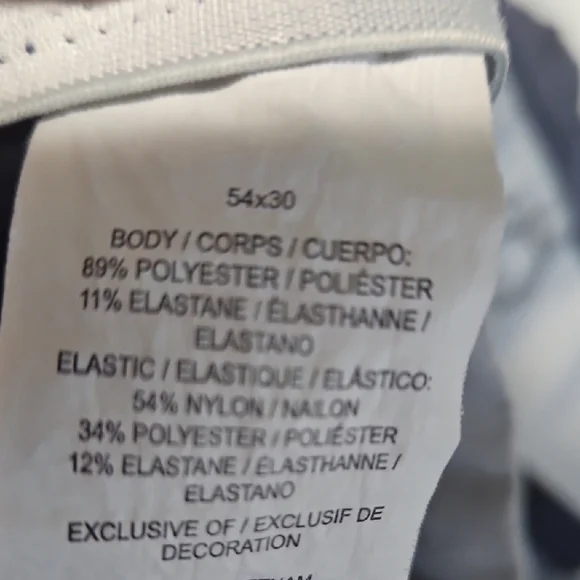 54x30
BODY / CORPS / CUERPO:
89% POLYESTER / POLIÉSTER
11% ELASTANE / ÉLASTHANNE /
ELASTANO
ELASTIC / ELASTIQUE / ELÁSTICO:
54% NYLON / NAILON
34% POLYESTER / POLIÉSTER
12% ELASTANE / ÉLASTHANNE /
ELASTANO
EXCLUSIVE OF / EXCLUSIF DE
DECORATION